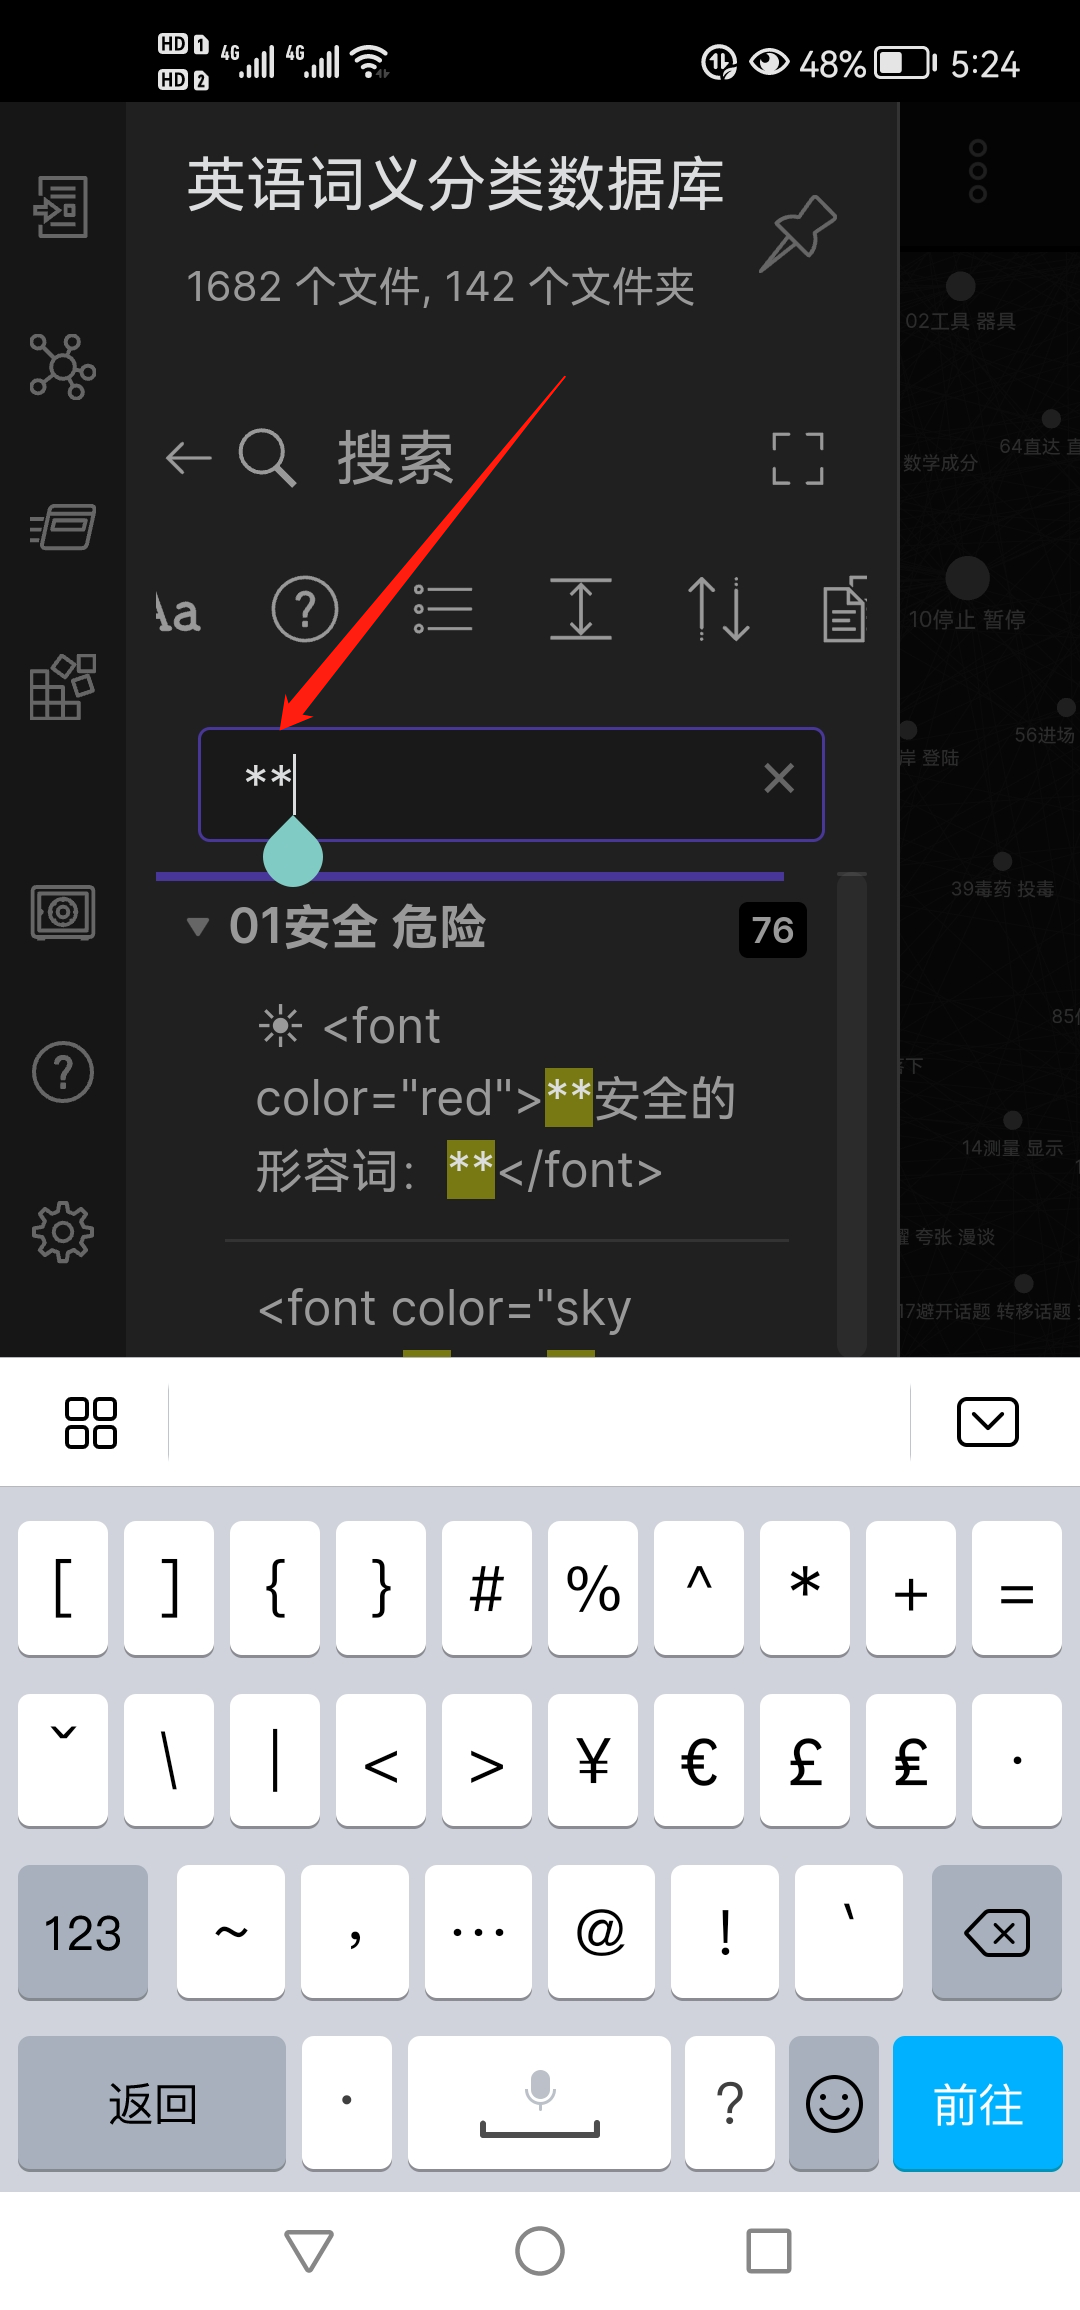 HD 1 4G 4G 48% 5:24
HD 2
英语词义分类数据库
1682 个文件, 142 个文件夹
搜索
Aa
**
01安全 危险 76
☀ <font
color="red">**安全的
形容词：**</font>
<font color="sky
02工具 器具
64直达 直
数学成分
10停止 暂停
56进场
岸 登陆
39毒药 投毒
落下
14测量 显示
夸张 漫谈
17避开话题 转移话题
[ ] { } # % ^ * + =
ˇ \ | < > ¥ € £ ₤ ·
123 ~ ， … @ ! `
返回 · ? 前往